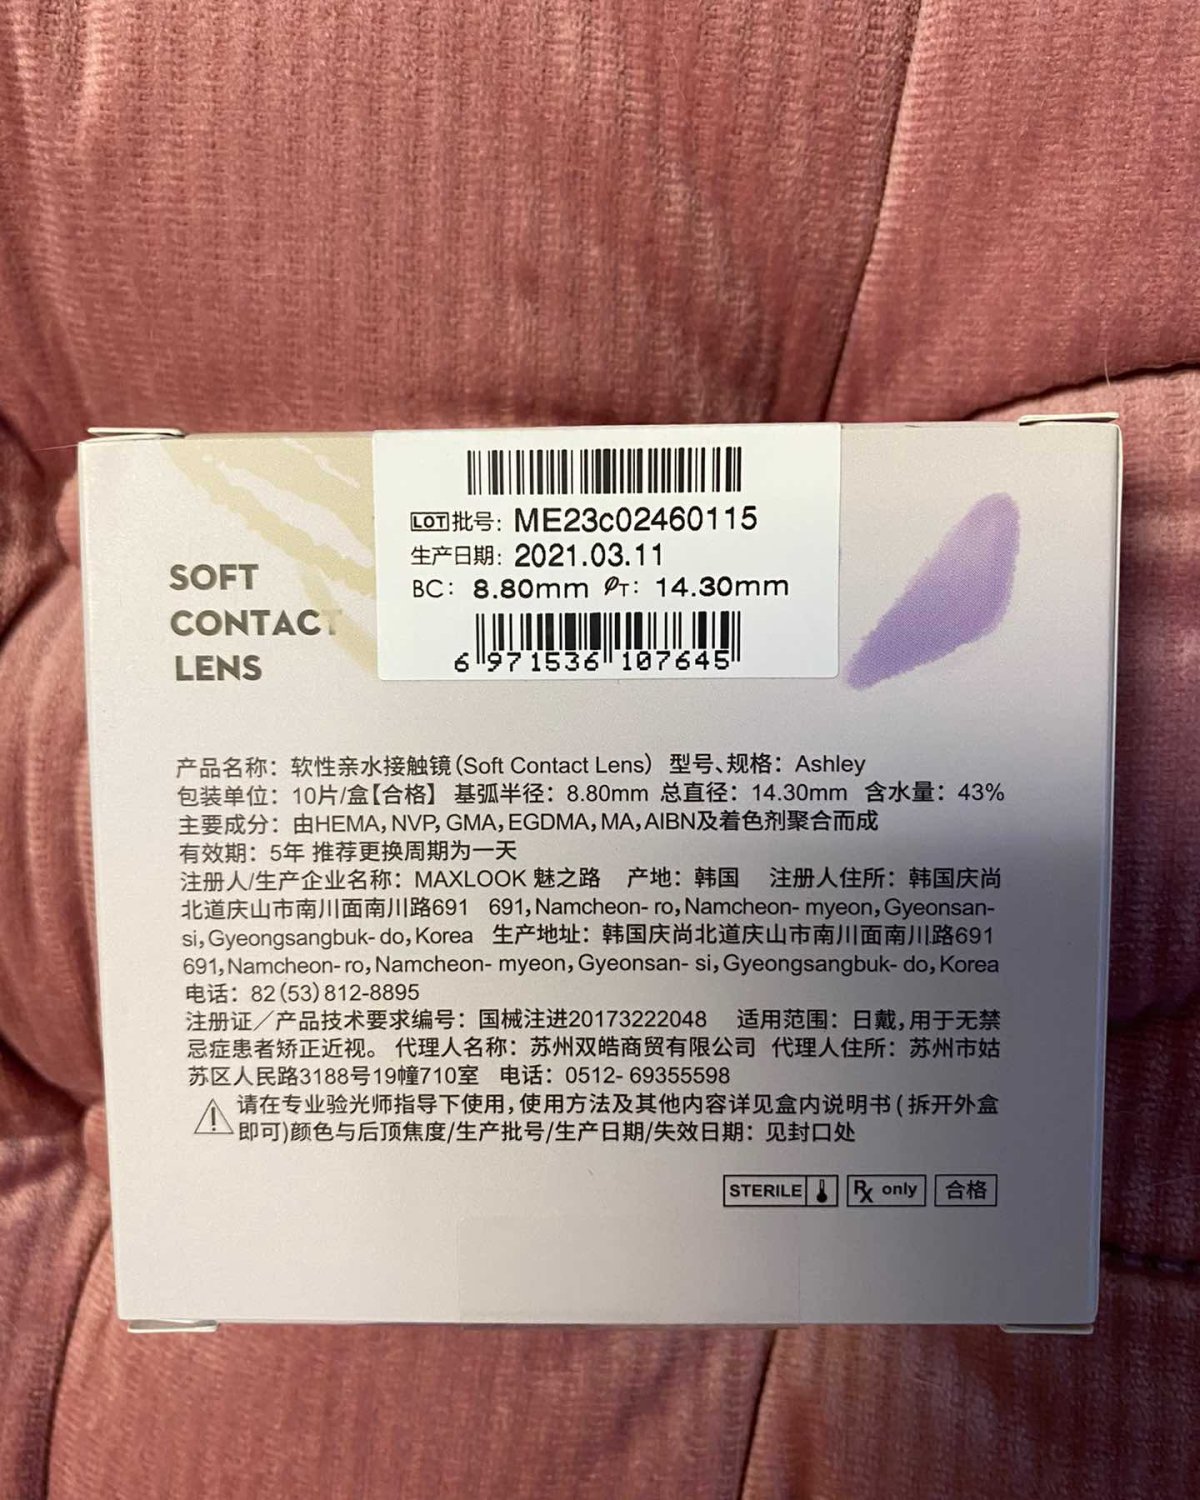 LOT 批号: ME23c02460115
生产日期: 2021.03.11
BC: 8.80mm ⌀T: 14.30mm
6 971536 107645
SOFT
CONTACT
LENS
产品名称：软性亲水接触镜(Soft Contact Lens) 型号、规格：Ashley
包装单位：10片/盒【合格】 基弧半径：8.80mm 总直径：14.30mm 含水量：43%
主要成分：由HEMA,NVP,GMA,EGDMA,MA,AIBN及着色剂聚合而成
有效期：5年 推荐更换周期为一天
注册人/生产企业名称：MAXLOOK 魅之路 产地：韩国 注册人住所：韩国庆尚
北道庆山市南川面南川路691 691,Namcheon- ro,Namcheon- myeon,Gyeonsan-
si,Gyeongsangbuk- do,Korea 生产地址：韩国庆尚北道庆山市南川面南川路691
691,Namcheon- ro,Namcheon- myeon,Gyeonsan- si,Gyeongsangbuk- do,Korea
电话：82(53)812-8895
注册证／产品技术要求编号：国械注进20173222048 适用范围：日戴,用于无禁
忌症患者矫正近视。 代理人名称：苏州双皓商贸有限公司 代理人住所：苏州市姑
苏区人民路3188号19幢710室 电话：0512- 69355598
请在专业验光师指导下使用,使用方法及其他内容详见盒内说明书(拆开外盒
即可)颜色与后顶焦度/生产批号/生产日期/失效日期：见封口处
STERILE Rx only 合格